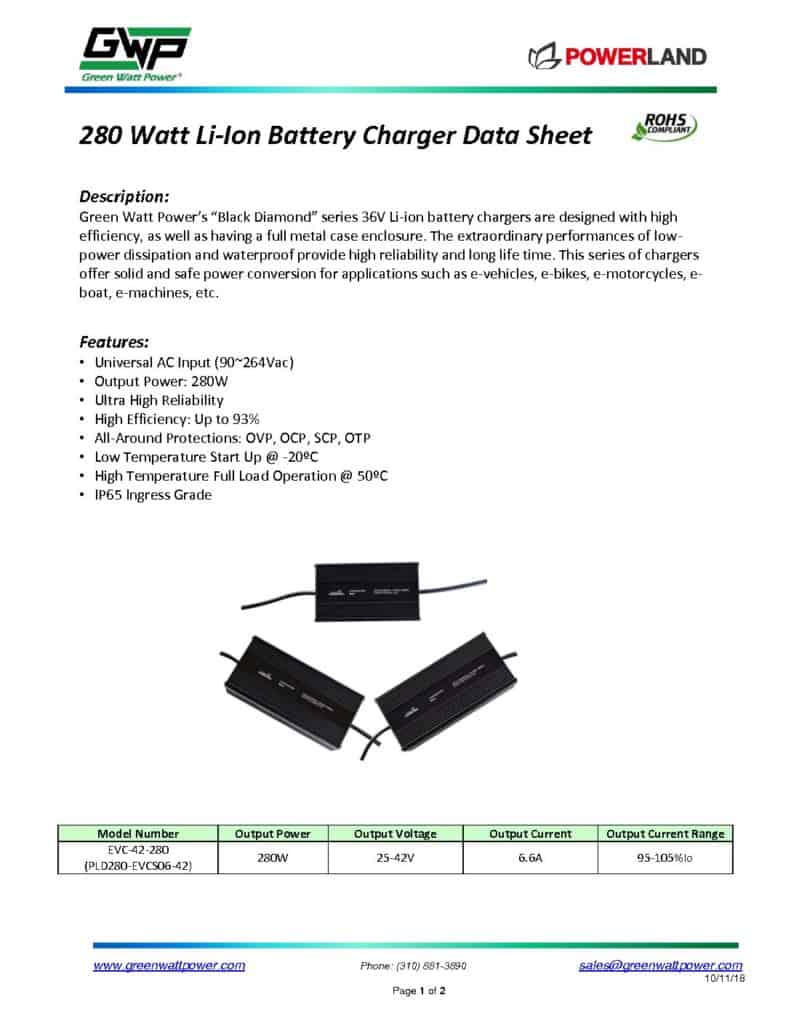 GWP
Green Watt Power®
POWERLAND
280 Watt Li-Ion Battery Charger Data Sheet
ROHS
COMPLIANT
Description:
Green Watt Power's “Black Diamond” series 36V Li-ion battery chargers are designed with high
efficiency, as well as having a full metal case enclosure. The extraordinary performances of low-
power dissipation and waterproof provide high reliability and long life time. This series of chargers
offer solid and safe power conversion for applications such as e-vehicles, e-bikes, e-motorcycles, e-
boat, e-machines, etc.
Features:
• Universal AC Input (90~264Vac)
• Output Power: 280W
• Ultra High Reliability
• High Efficiency: Up to 93%
• All-Around Protections: OVP, OCP, SCP, OTP
• Low Temperature Start Up @ -20ºC
• High Temperature Full Load Operation @ 50ºC
• IP65 Ingress Grade
Model Number Output Power Output Voltage Output Current Output Current Range
EVC-42-280
(PLD280-EVCS06-42) 280W 25-42V 6.6A 95-105%Io
www.greenwattpower.com Phone: (310) 881-3890 sales@greenwattpower.com
10/11/18
Page 1 of 2